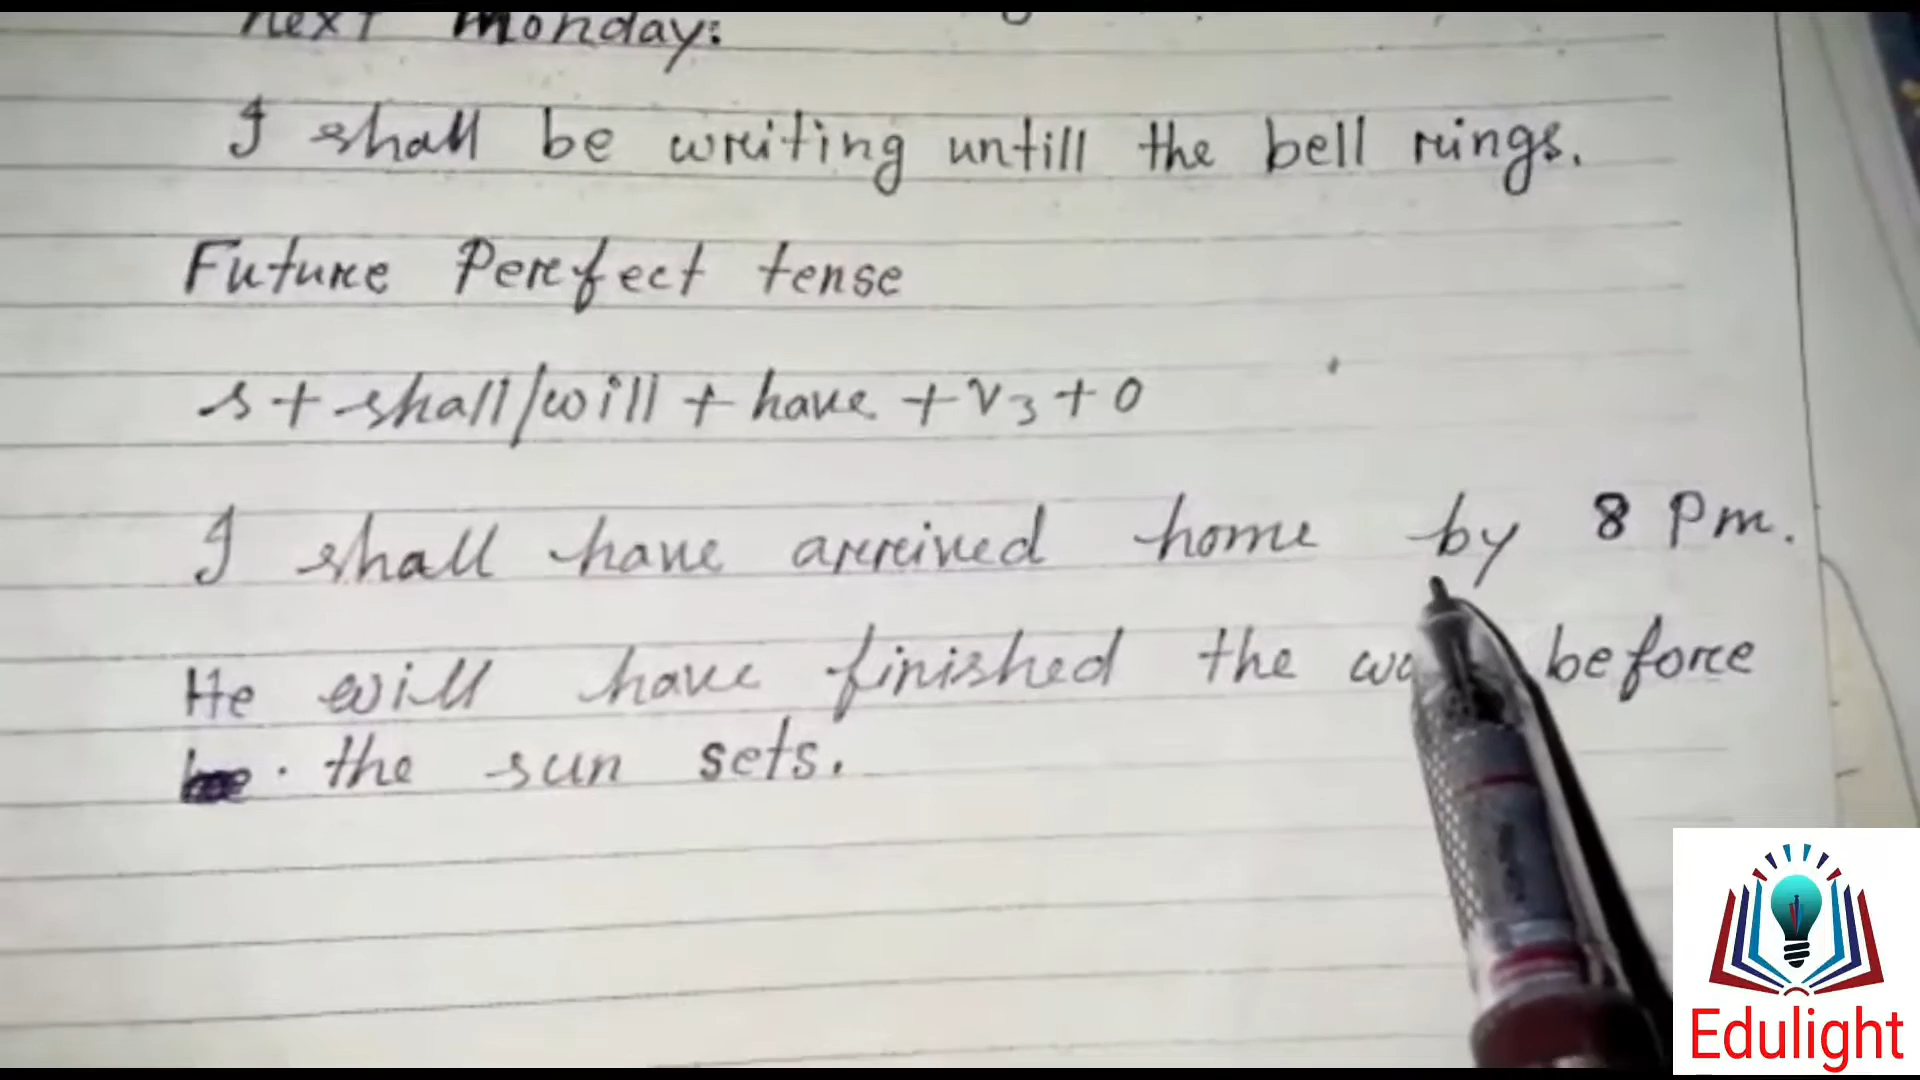 next Monday.
I shall be writing untill the bell rings.
Future Perfect tense
s + shall/will + have + v3 + o
I shall have arrived home by 8 Pm.
He will have finished the before
the sun sets.
Edulight